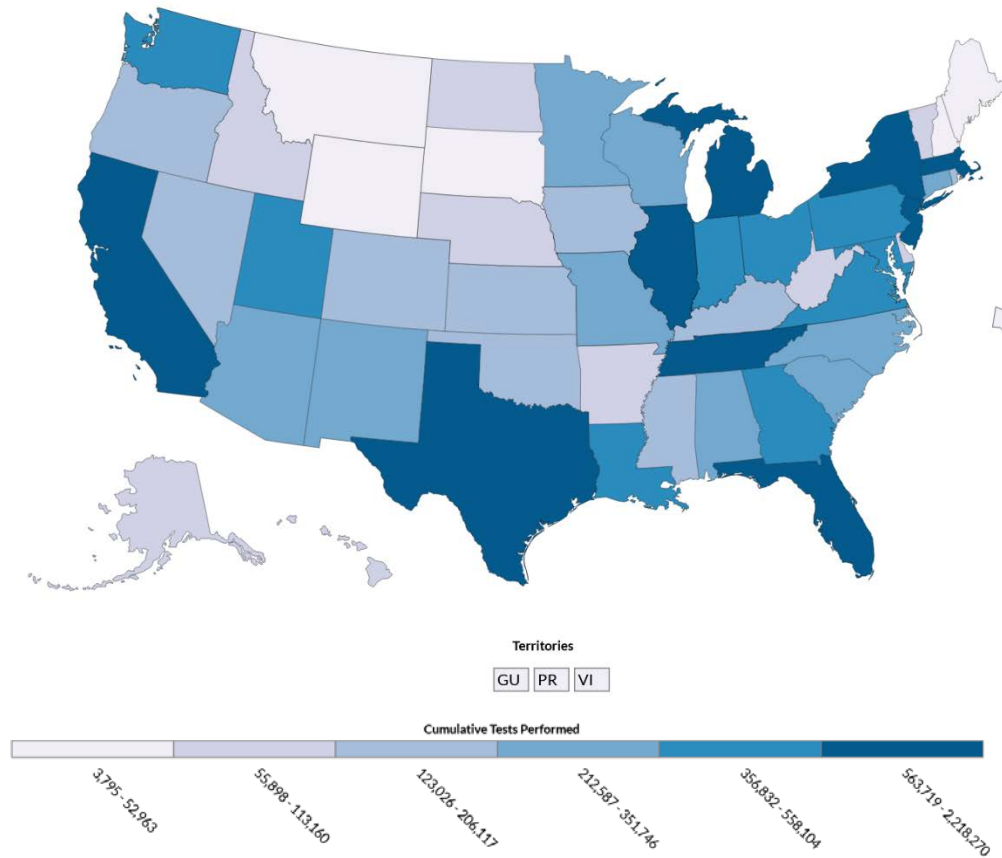 Territories
GU PR VI
Cumulative Tests Performed
3,795 - 52,963
55,898 - 113,160
123,026 - 206,117
212,587 - 351,746
356,832 - 558,104
563,719 - 2,218,270